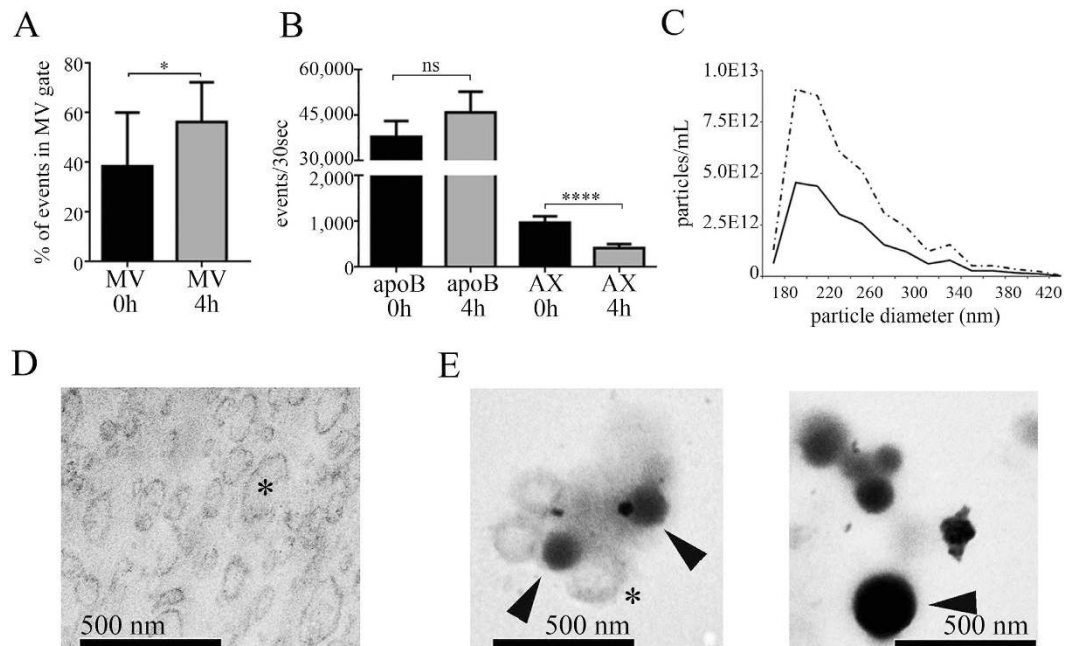 A
% of events in MV gate
80
60
40
20
0
*
MV
0h
MV
4h
B
events/30sec
60,000
45,000
30,000
2,000
1,000
0
ns
****
apoB
0h
apoB
4h
AX
0h
AX
4h
C
particles/mL
1.0E13
7.5E12
5.0E12
2.5E12
180 220 260 300 340 380 420
particle diameter (nm)
D
*
500 nm
E
*
500 nm
500 nm